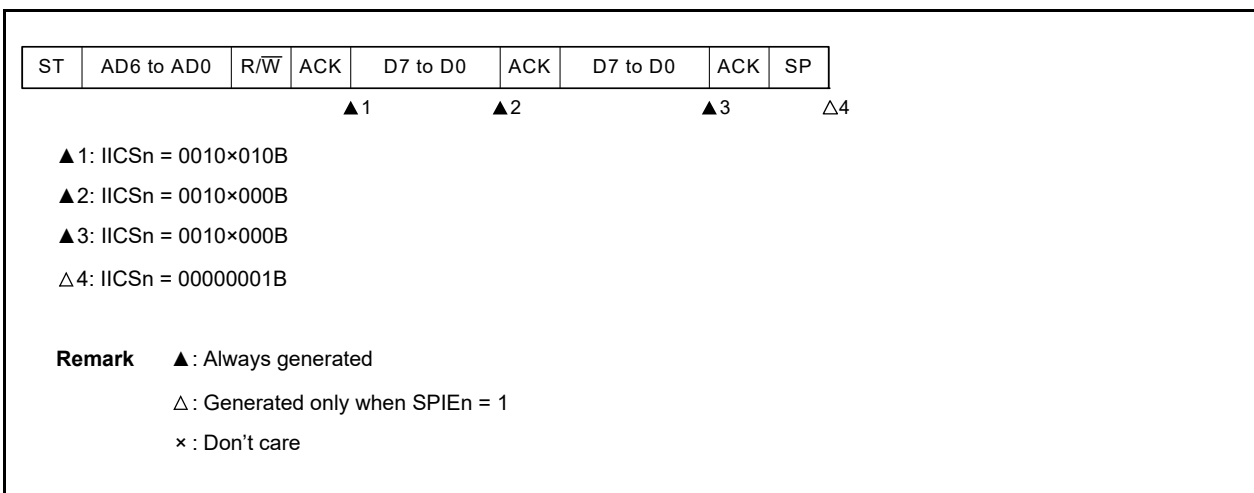 ST AD6 to AD0 R/W̅ ACK D7 to D0 ACK D7 to D0 ACK SP
▲1 ▲2 ▲3 △4
▲1: IICSn = 0010×010B
▲2: IICSn = 0010×000B
▲3: IICSn = 0010×000B
△4: IICSn = 00000001B
Remark ▲: Always generated
△: Generated only when SPIEn = 1
×: Don’t care